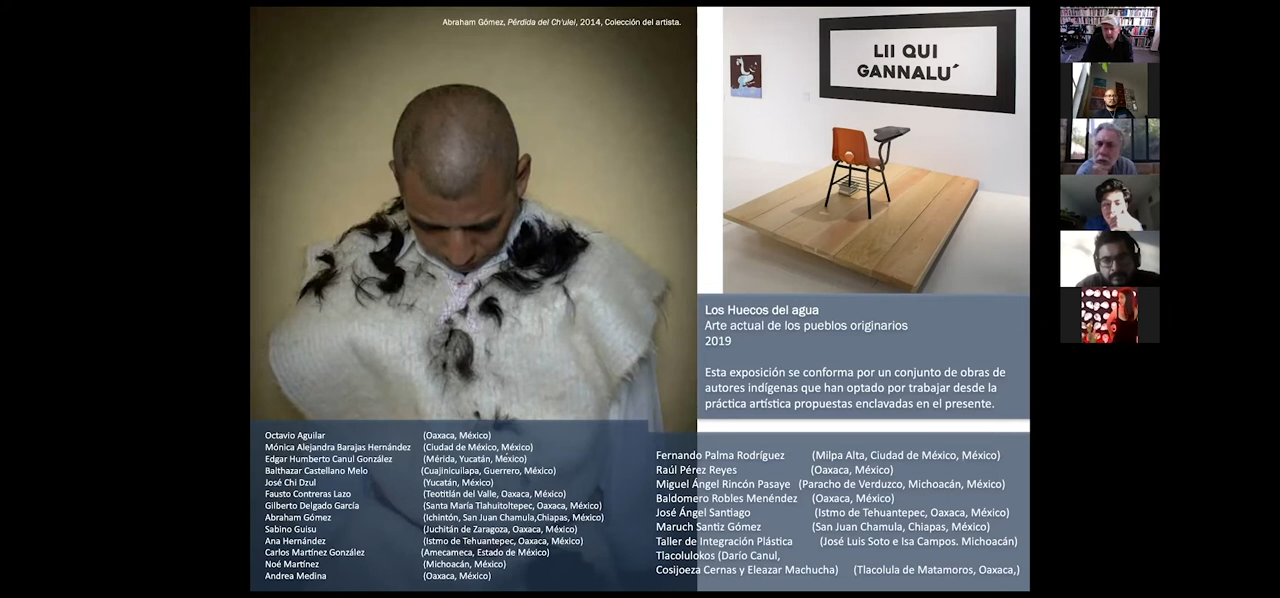 Abraham Gómez, Pérdida del Ch'ulei, 2014, Colección del artista.
LII QUI
GANNALU´
Los Huecos del agua
Arte actual de los pueblos originarios
2019
Esta exposición se conforma por un conjunto de obras de
autores indígenas que han optado por trabajar desde la
práctica artística propuestas enclavadas en el presente.
Octavio Aguilar (Oaxaca, México)
Mónica Alejandra Barajas Hernández (Ciudad de México, México)
Edgar Humberto Canul González (Mérida, Yucatán, México)
Balthazar Castellano Melo (Cuajinicuilapa, Guerrero, México)
José Chi Dzul (Yucatán, México)
Fausto Contreras Lazo (Teotitlán del Valle, Oaxaca, México)
Gilberto Delgado García (Santa María Tlahuitoltepec, Oaxaca, México)
Abraham Gómez (Ichintón, San Juan Chamula,Chiapas, México)
Sabino Guisu (Juchitán de Zaragoza, Oaxaca, México)
Ana Hernández (Istmo de Tehuantepec, Oaxaca, México)
Carlos Martínez González (Amecameca, Estado de México)
Noé Martínez (Michoacán, México)
Andrea Medina (Oaxaca, México)
Fernando Palma Rodríguez (Milpa Alta, Ciudad de México, México)
Raúl Pérez Reyes (Oaxaca, México)
Miguel Ángel Rincón Pasaye (Paracho de Verduzco, Michoacán, México)
Baldomero Robles Menéndez (Oaxaca, México)
José Ángel Santiago (Istmo de Tehuantepec, Oaxaca, México)
Maruch Santiz Gómez (San Juan Chamula, Chiapas, México)
Taller de Integración Plástica (José Luis Soto e Isa Campos. Michoacán)
Tlacolulokos (Darío Canul,
Cosijoeza Cernas y Eleazar Machucha) (Tlacolula de Matamoros, Oaxaca,)